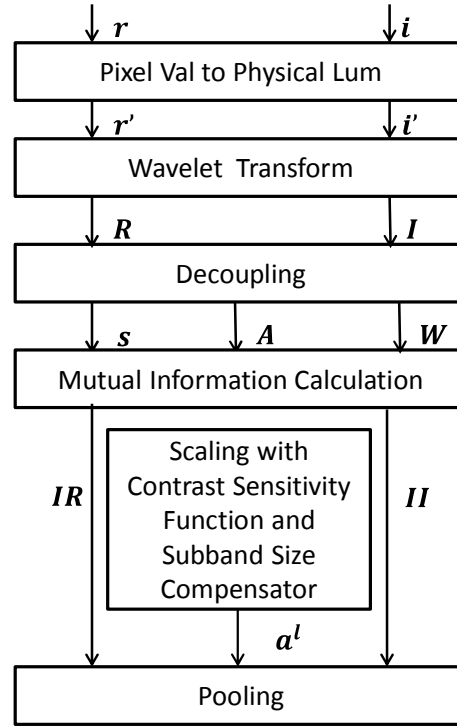 r i
Pixel Val to Physical Lum
r' i'
Wavelet Transform
R I
Decoupling
s A W
Mutual Information Calculation
IR II
Scaling with
Contrast Sensitivity
Function and
Subband Size
Compensator
a^l
Pooling